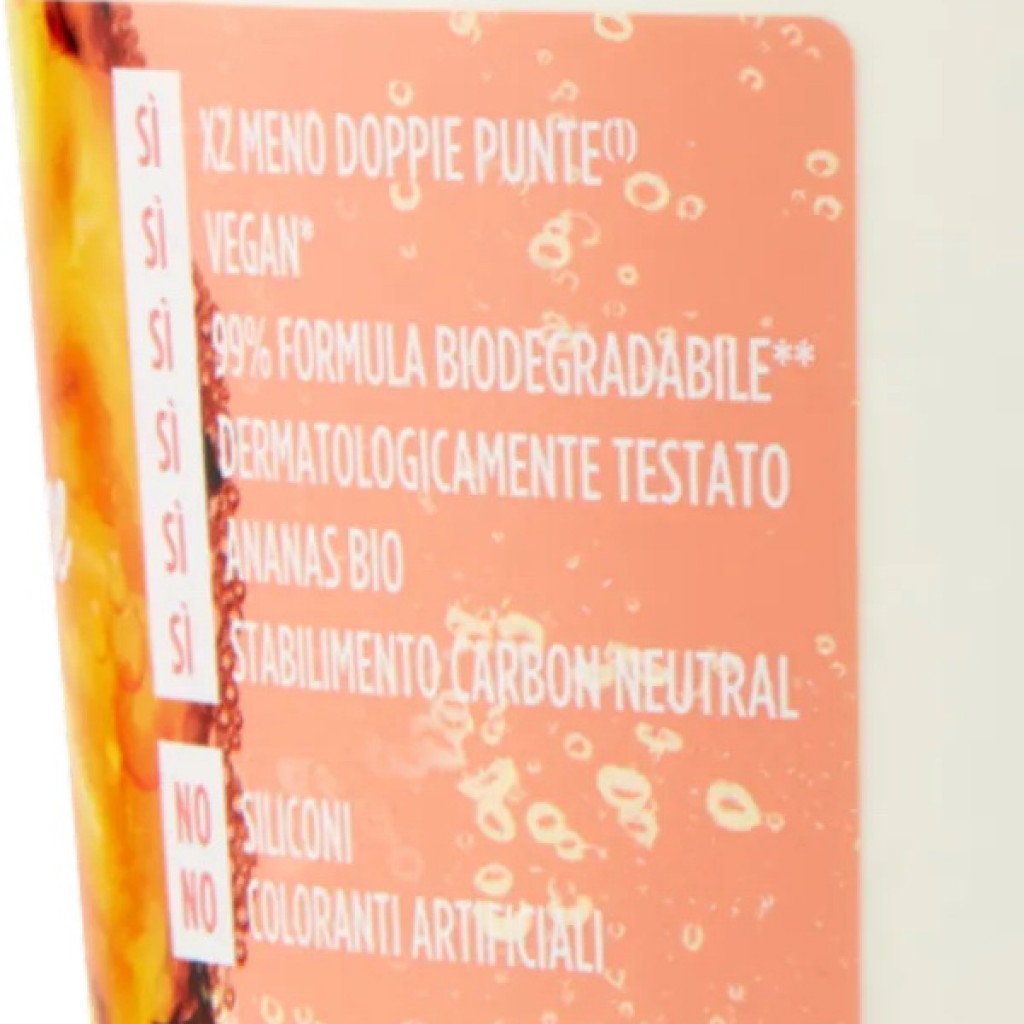 SÌ X2 MENO DOPPIE PUNTE(1)
SÌ VEGAN*
SÌ 99% FORMULA BIODEGRADABILE**
SÌ DERMATOLOGICAMENTE TESTATO
SÌ ANANAS BIO
SÌ STABILIMENTO CARBON NEUTRAL
NO SILICONI
NO COLORANTI ARTIFICIALI